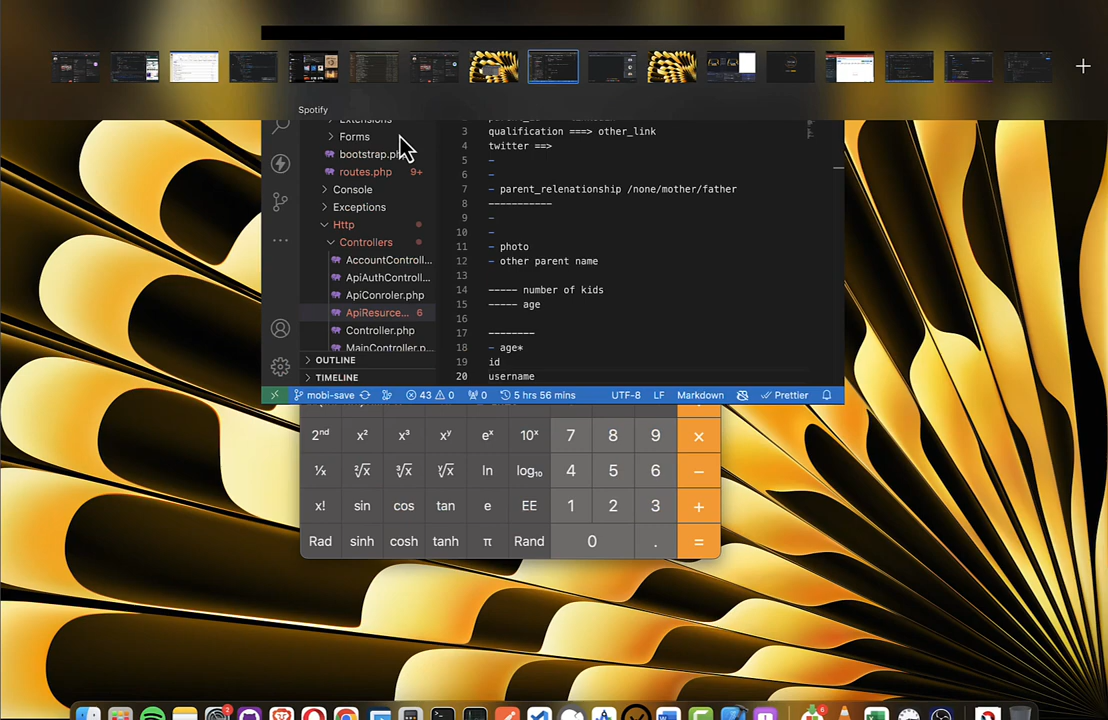 Spotify
Extensions
Forms
bootstrap.ph
routes.php 9+
Console
Exceptions
Http
Controllers
AccountControll...
ApiAuthControll...
ApiConroler.php
ApiResurce... 6
Controller.php
MainController.p...
OUTLINE
TIMELINE
3 qualification ===> other_link
4 twitter ==>
5 -
6 -
7 - parent_relenationship /none/mother/father
8 -----------
9 -
10 -
11 - photo
12 - other parent name
13
14 ----- number of kids
15 ----- age
16
17 --------
18 - age*
19 id
20 username
mobi-save 43 0 0 5 hrs 56 mins UTF-8 LF Markdown Prettier
2nd x² x³ xʸ eˣ 10ˣ 7 8 9 ×
¹/x ²√x ³√x ʸ√x ln log₁₀ 4 5 6 −
x! sin cos tan e EE 1 2 3 +
Rad sinh cosh tanh π Rand 0 . =
2
6